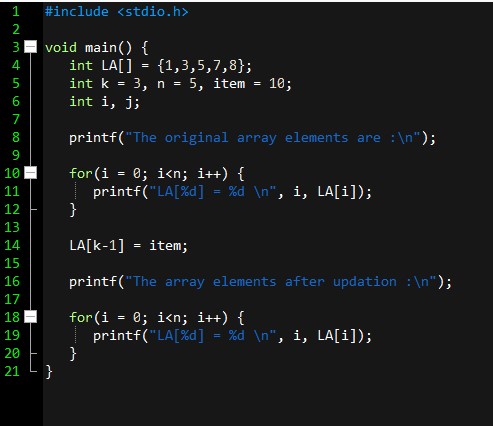 1 #include <stdio.h>
2
3 void main() {
4    int LA[] = {1,3,5,7,8};
5    int k = 3, n = 5, item = 10;
6    int i, j;
7
8    printf("The original array elements are :\n");
9
10    for(i = 0; i<n; i++) {
11       printf("LA[%d] = %d \n", i, LA[i]);
12    }
13
14    LA[k-1] = item;
15
16    printf("The array elements after updation :\n");
17
18    for(i = 0; i<n; i++) {
19       printf("LA[%d] = %d \n", i, LA[i]);
20    }
21 }